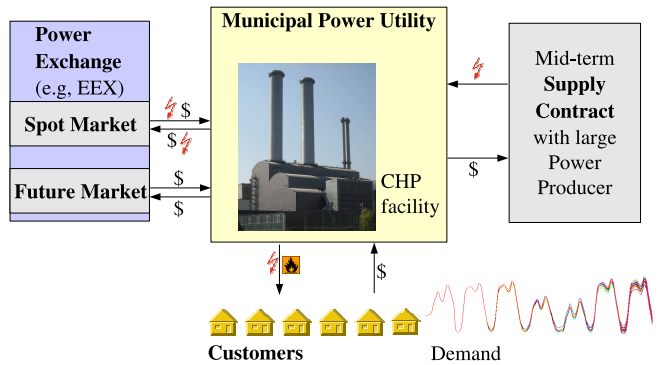 Municipal Power Utility
Power
Exchange
(e.g, EEX)
Spot Market
Future Market
$
$
$
$
CHP
facility
$
Mid-term
Supply
Contract
with large
Power
Producer
$
Customers
Demand